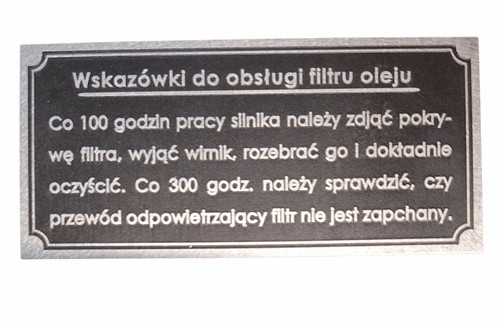 Wskazówki do obsługi filtru oleju
Co 100 godzin pracy silnika należy zdjąć pokry-
wę filtra, wyjąć wirnik, rozebrać go i dokładnie
oczyścić. Co 300 godz. należy sprawdzić, czy
przewód odpowietrzający filtr nie jest zapchany.